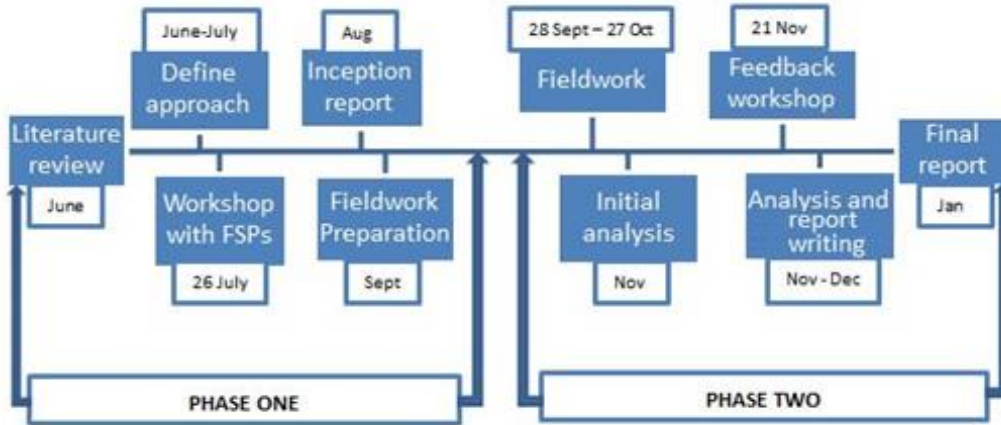 June-July
Define
approach
Aug
Inception
report
28 Sept – 27 Oct
Fieldwork
21 Nov
Feedback
workshop
Literature
review
June
Workshop
with FSPs
26 July
Fieldwork
Preparation
Sept
Initial
analysis
Nov
Analysis and
report
writing
Nov - Dec
Final
report
Jan
PHASE ONE
PHASE TWO